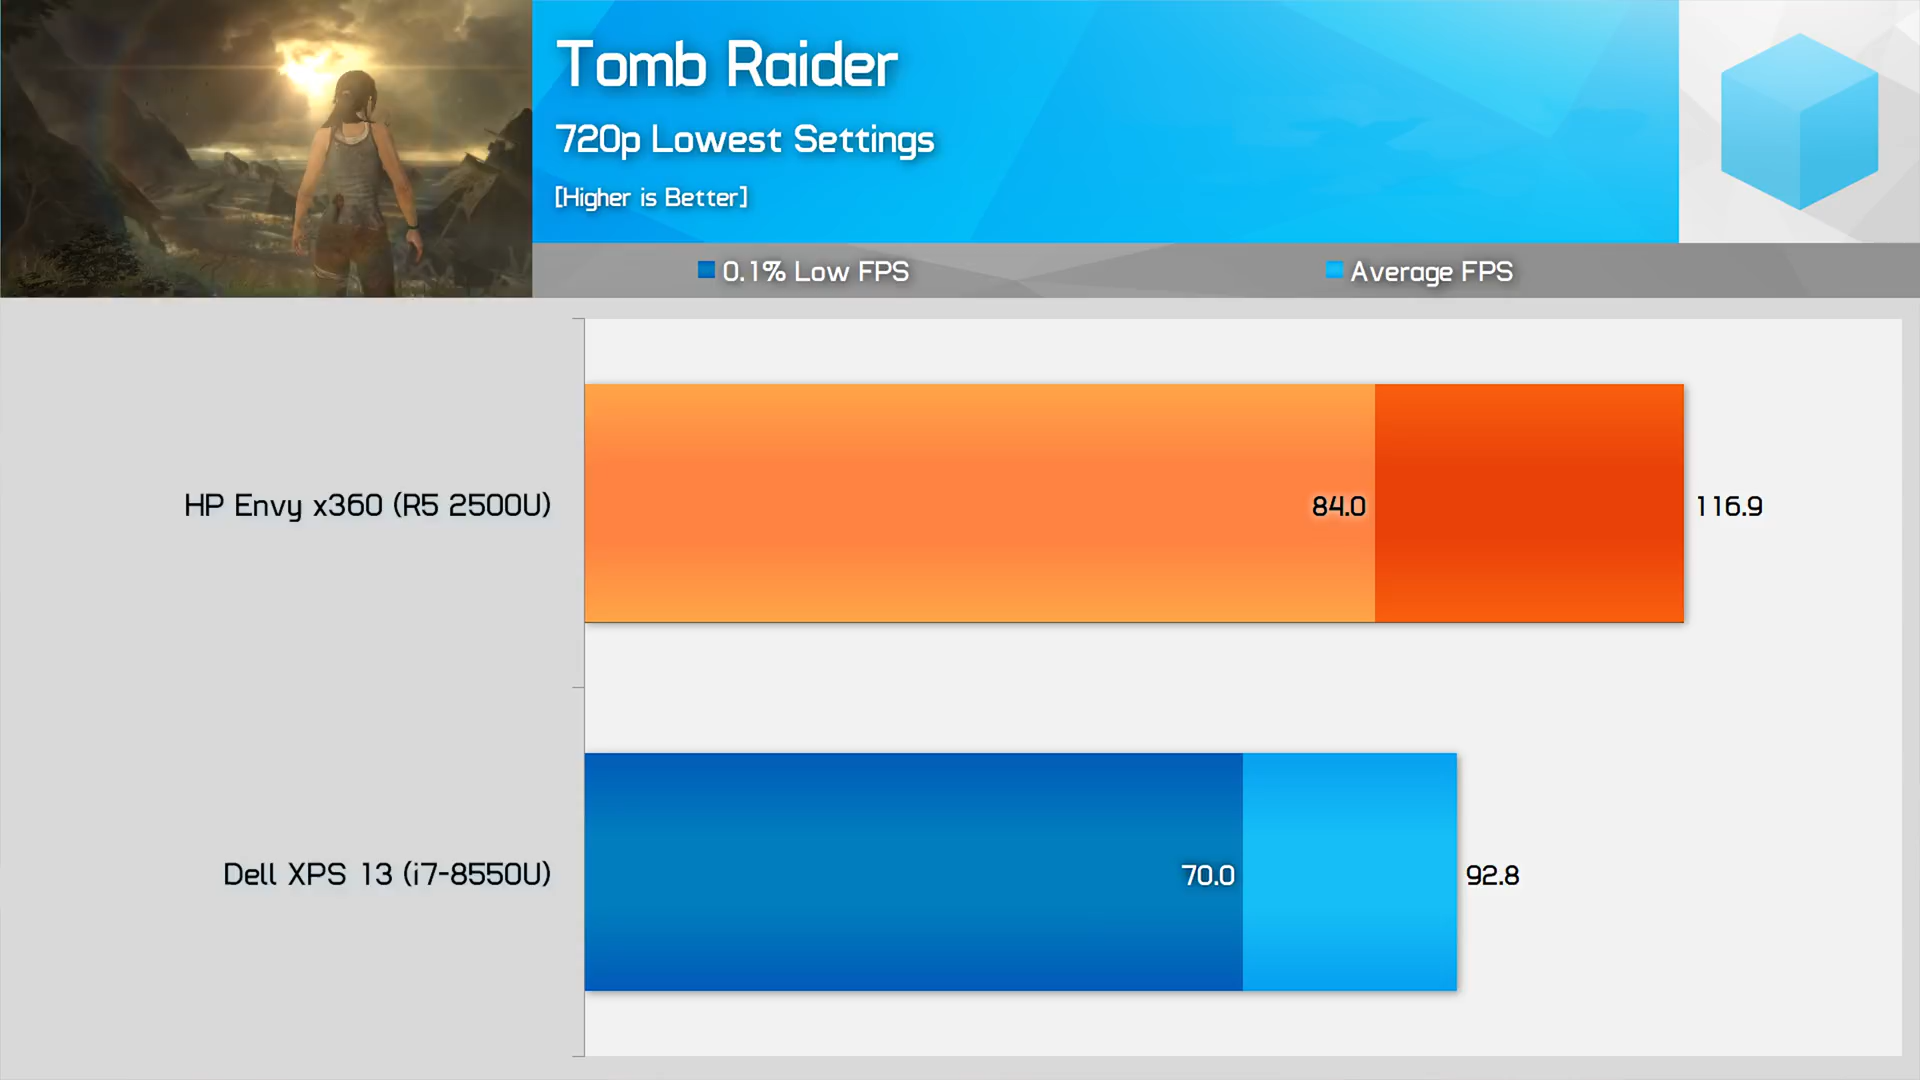 Tomb Raider
720p Lowest Settings
[Higher is Better]
0.1% Low FPS
Average FPS
HP Envy x360 (R5 2500U)
84.0
116.9
Dell XPS 13 (i7-8550U)
70.0
92.8